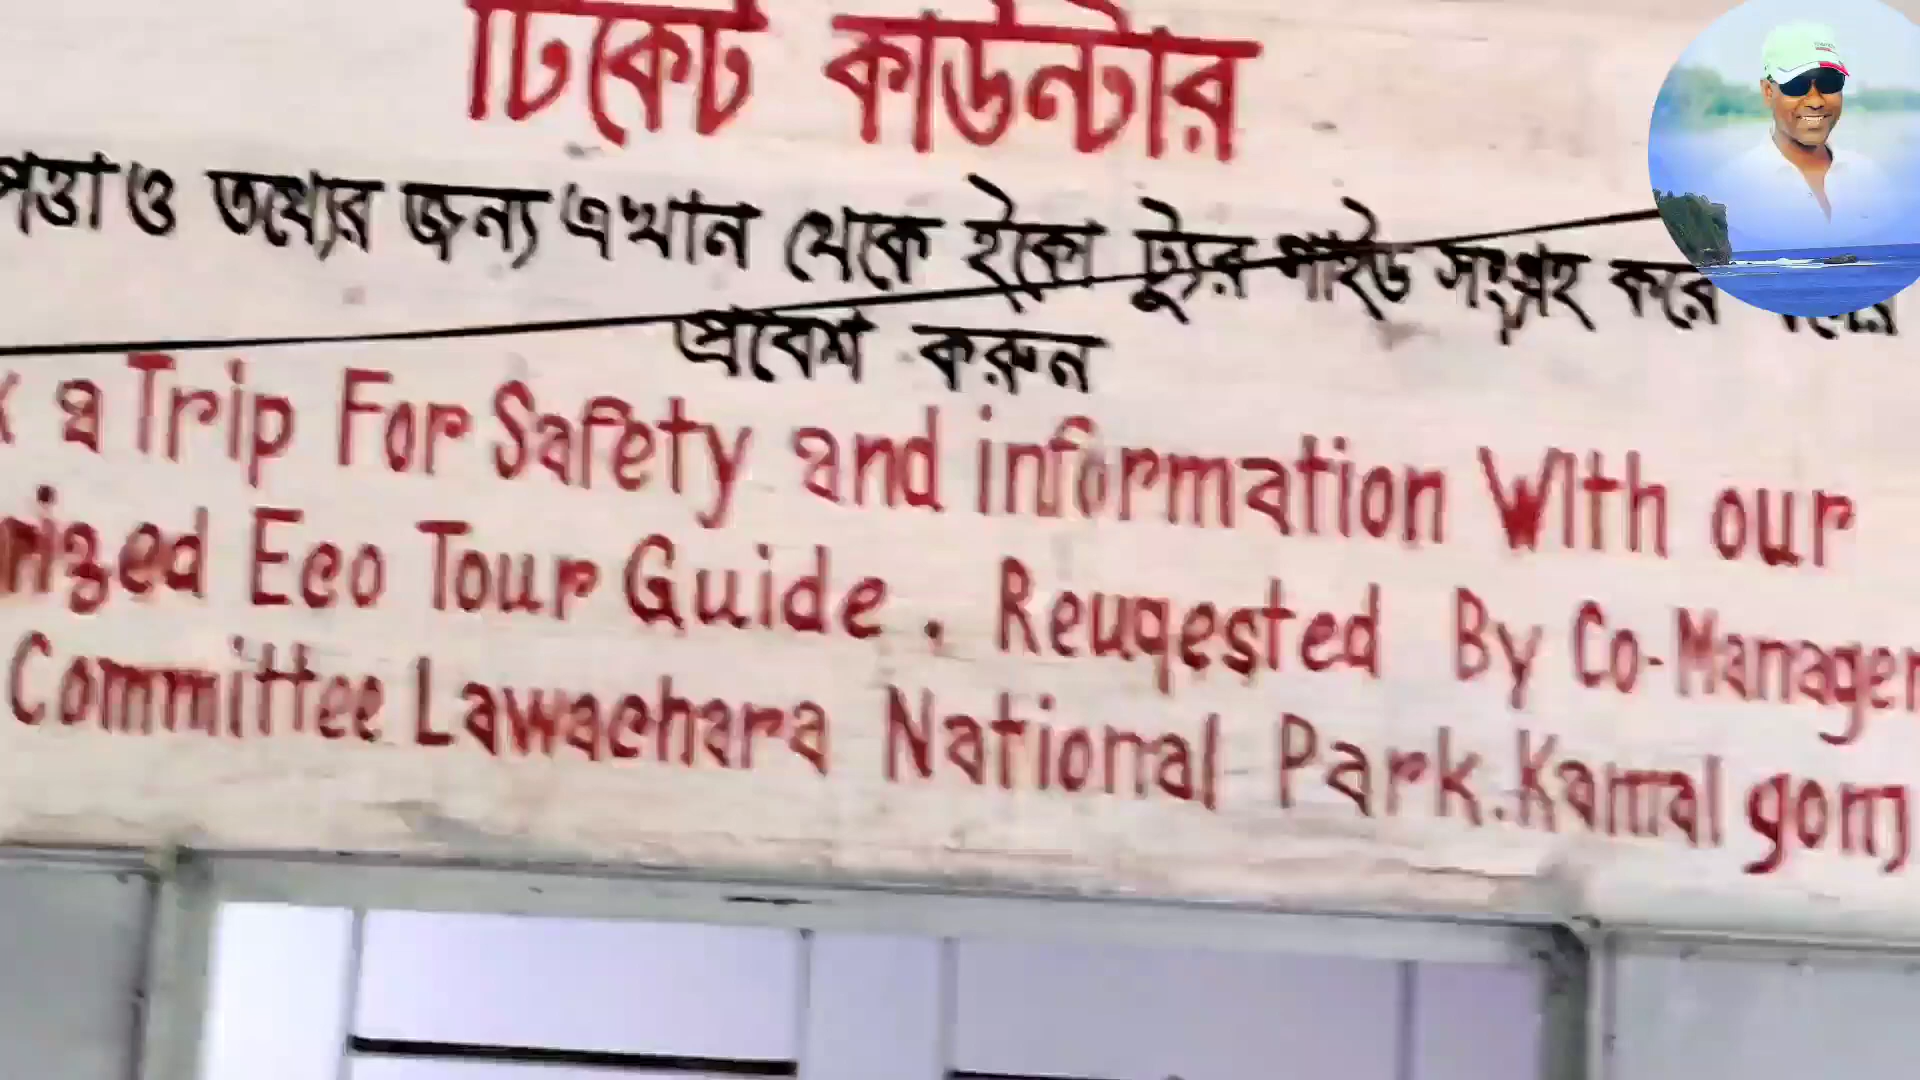 টিকেট কাউন্টার
পত্তা ও তথ্যের জন্য এখান থেকে ইকো ট্যুর গাইড সংগ্রহ করে
প্রবেশ করুন
a Trip For Safety and information With our
rized Eco Tour Guide. Reuqested By Co-Managem
Committee Lawachara National Park. Kamal gonj